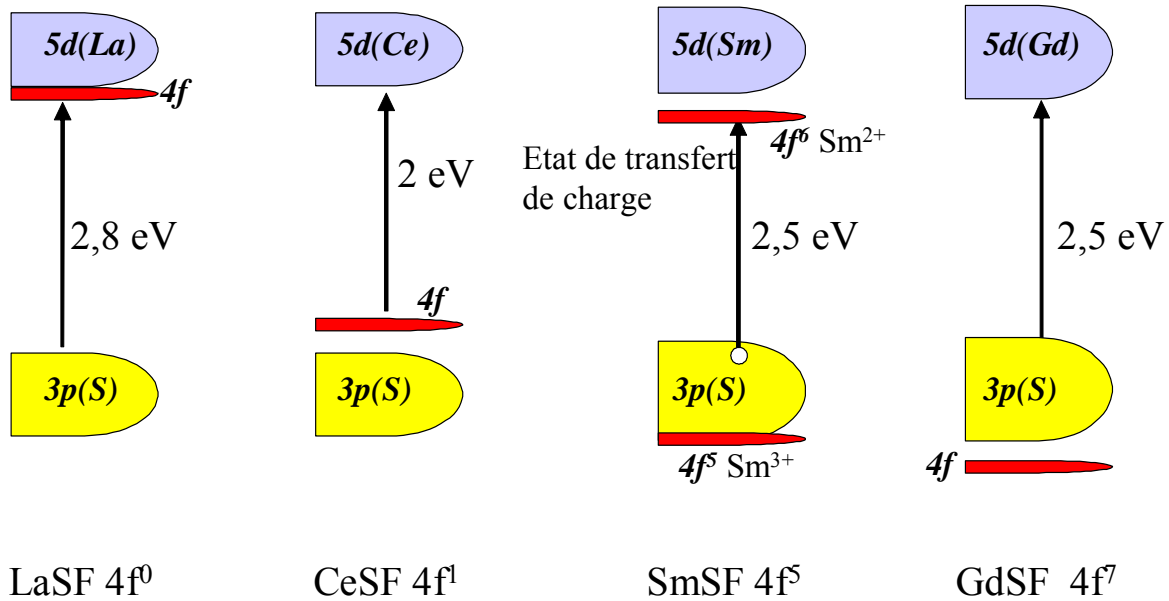 5d(La)
4f
2,8 eV
3p(S)
LaSF 4f⁰
5d(Ce)
2 eV
4f
3p(S)
CeSF 4f¹
5d(Sm)
4f⁶ Sm²⁺
Etat de transfert
de charge
2,5 eV
3p(S)
4f⁵ Sm³⁺
SmSF 4f⁵
5d(Gd)
2,5 eV
3p(S)
4f
GdSF 4f⁷